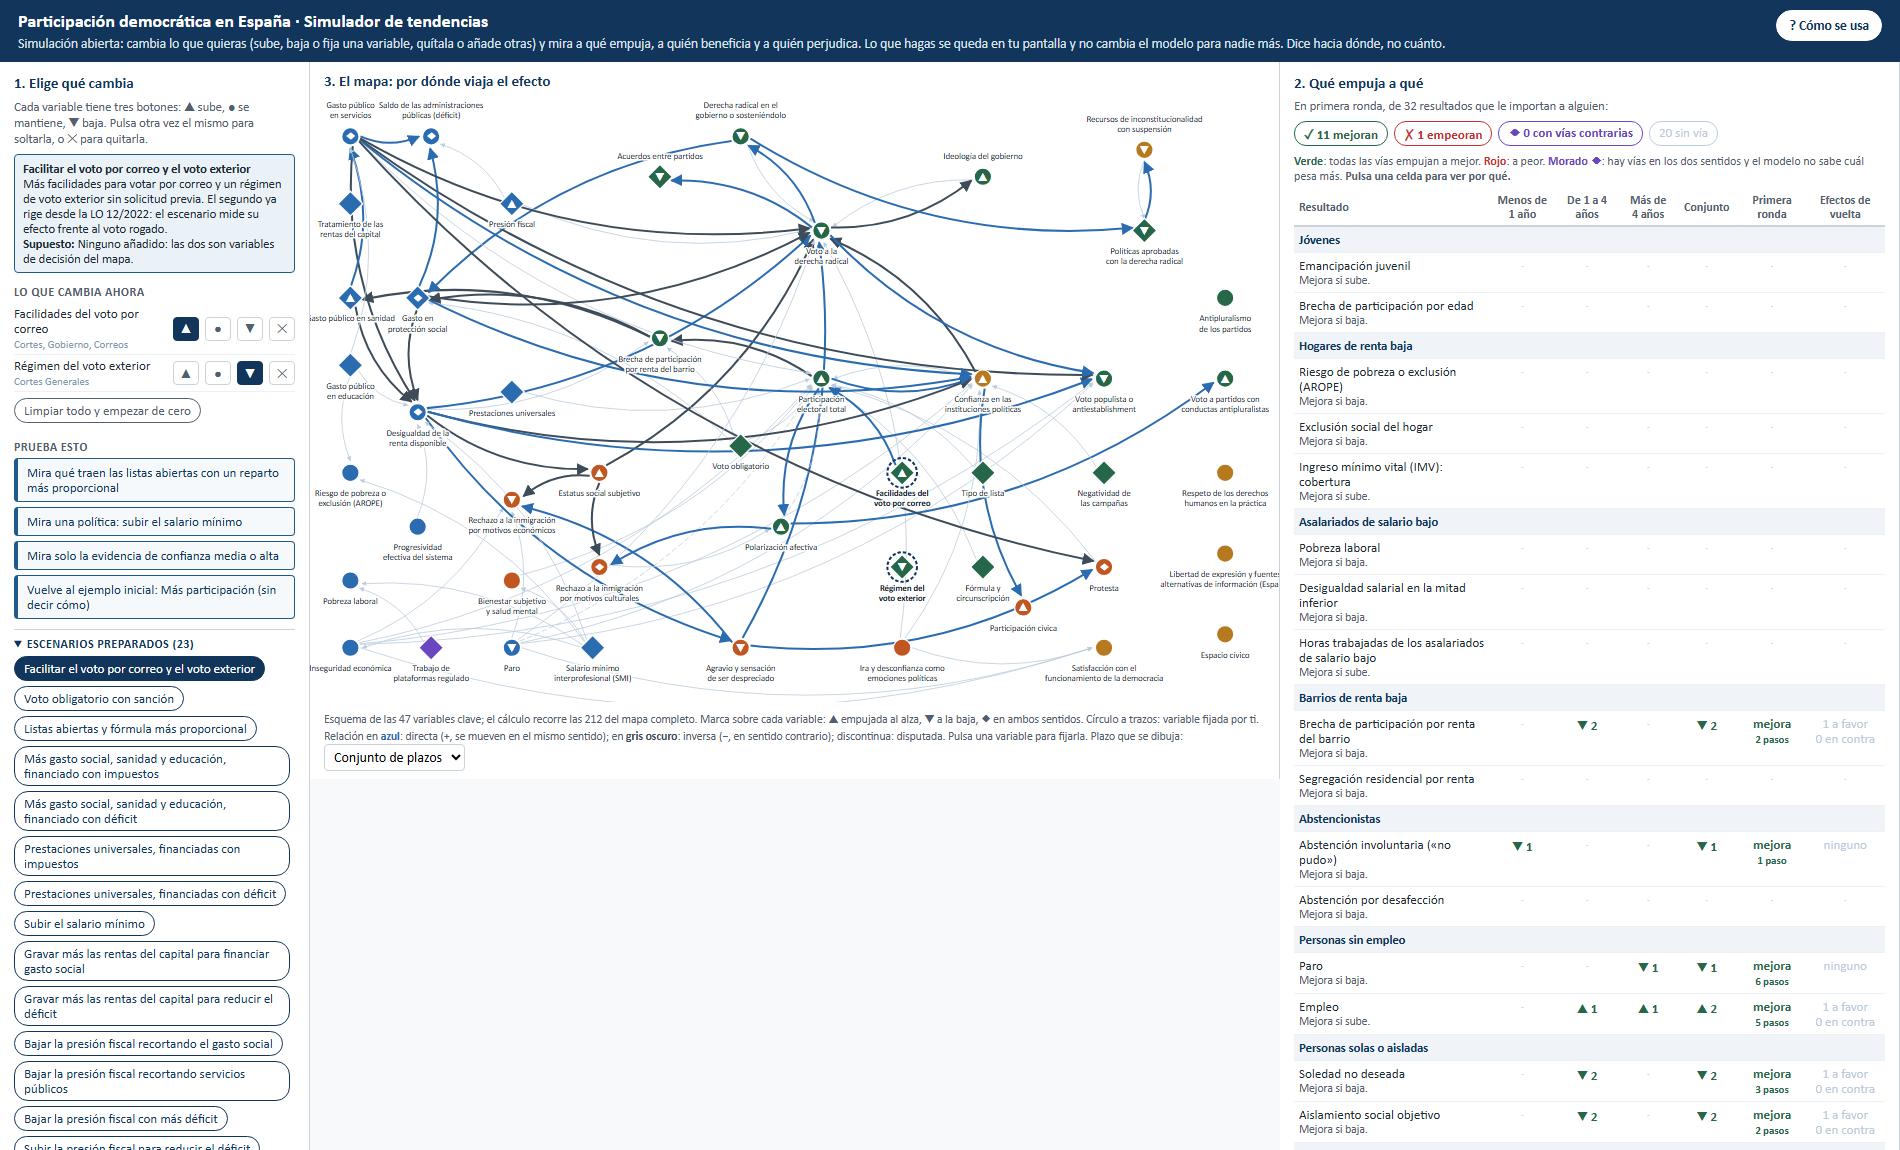 Participación democrática en España · Simulador de tendencias
Simulación abierta: cambia lo que quieras (sube, baja o fija una variable, quítala o añade otras) y mira a qué empuja, a quién beneficia y a quién perjudica. Lo que hagas se queda en tu pantalla y no cambia el modelo para nadie más. Dice hacia dónde, no cuánto.
? Cómo se usa
1. Elige qué cambia
Cada variable tiene tres botones: ▲ sube, ● se
mantiene, ▼ baja. Pulsa otra vez el mismo para
soltarla, o ✕ para quitarla.
Facilitar el voto por correo y el voto exterior
Más facilidades para votar por correo y un régimen
de voto exterior sin solicitud previa. El segundo ya
rige desde la LO 12/2022: el escenario mide su
efecto frente al voto rogado.
Supuesto: Ninguno añadido: las dos son variables
de decisión del mapa.
LO QUE CAMBIA AHORA
Facilidades del voto por
correo
Cortes, Gobierno, Correos
▲ ● ▼ ✕
Régimen del voto exterior
Cortes Generales
▲ ● ▼ ✕
Limpiar todo y empezar de cero
PRUEBA ESTO
Mira qué traen las listas abiertas con un reparto
más proporcional
Mira una política: subir el salario mínimo
Mira solo la evidencia de confianza media o alta
Vuelve al ejemplo inicial: Más participación (sin
decir cómo)
▼ ESCENARIOS PREPARADOS (23)
Facilitar el voto por correo y el voto exterior
Voto obligatorio con sanción
Listas abiertas y fórmula más proporcional
Más gasto social, sanidad y educación,
financiado con impuestos
Más gasto social, sanidad y educación,
financiado con déficit
Prestaciones universales, financiadas con
impuestos
Prestaciones universales, financiadas con déficit
Subir el salario mínimo
Gravar más las rentas del capital para financiar
gasto social
Gravar más las rentas del capital para reducir el
déficit
Bajar la presión fiscal recortando el gasto social
Bajar la presión fiscal recortando servicios
públicos
Bajar la presión fiscal con más déficit
Subir la presión fiscal para reducir el déficit
3. El mapa: por dónde viaja el efecto
Gasto público
en servicios
Saldo de las administraciones
públicas (déficit)
Derecha radical en el
gobierno o sosteniéndolo
Recursos de inconstitucionalidad
con suspensión
Acuerdos entre partidos
Ideología del gobierno
Tratamiento de las
rentas del capital
Presión fiscal
Voto a la
derecha radical
Políticas aprobadas
con la derecha radical
Gasto público en sanidad
Gasto en
protección social
Antipluralismo
de los partidos
Brecha de participación
por renta del barrio
Gasto público
en educación
Prestaciones universales
Participación
electoral total
Confianza en las
instituciones políticas
Voto populista o
antiestablishment
Voto a partidos con
conductas antipluralistas
Desigualdad de la
renta disponible
Voto obligatorio
Riesgo de pobreza o
exclusión (AROPE)
Estatus social subjetivo
Facilidades del
voto por correo
Tipo de lista
Negatividad de
las campañas
Respeto de los derechos
humanos en la práctica
Rechazo a la inmigración
por motivos económicos
Progresividad
efectiva del sistema
Polarización afectiva
Pobreza laboral
Bienestar subjetivo
y salud mental
Rechazo a la inmigración
por motivos culturales
Régimen del
voto exterior
Fórmula y
circunscripción
Protesta
Libertad de expresión y fuentes
alternativas de información (Espa
Participación cívica
Inseguridad económica
Trabajo de
plataformas regulado
Paro
Salario mínimo
interprofesional (SMI)
Agravio y sensación
de ser despreciado
Ira y desconfianza como
emociones políticas
Satisfacción con el
funcionamiento de la democracia
Espacio cívico
Esquema de las 47 variables clave; el cálculo recorre las 212 del mapa completo. Marca sobre cada variable: ▲ empujada al alza, ▼ a la baja, ◆ en ambos sentidos. Círculo a trazos: variable fijada por ti.
Relación en azul: directa (+, se mueven en el mismo sentido); en gris oscuro: inversa (−, en sentido contrario); discontinua: disputada. Pulsa una variable para fijarla. Plazo que se dibuja:
Conjunto de plazos
2. Qué empuja a qué
En primera ronda, de 32 resultados que le importan a alguien:
✓ 11 mejoran
✗ 1 empeoran
◆ 0 con vías contrarias
20 sin vía
Verde: todas las vías empujan a mejor. Rojo: a peor. Morado ◆: hay vías en los dos sentidos y el modelo no sabe cuál
pesa más. Pulsa una celda para ver por qué.
Resultado
Menos de
1 año
De 1 a 4
años
Más de
4 años
Conjunto
Primera
ronda
Efectos de
vuelta
Jóvenes
Emancipación juvenil
Mejora si sube.
Brecha de participación por edad
Mejora si baja.
Hogares de renta baja
Riesgo de pobreza o exclusión
(AROPE)
Mejora si baja.
Exclusión social del hogar
Mejora si baja.
Ingreso mínimo vital (IMV):
cobertura
Mejora si sube.
Asalariados de salario bajo
Pobreza laboral
Mejora si baja.
Desigualdad salarial en la mitad
inferior
Mejora si baja.
Horas trabajadas de los asalariados
de salario bajo
Mejora si sube.
Barrios de renta baja
Brecha de participación por renta
del barrio
Mejora si baja.
▼ 2
▼ 2
mejora
2 pasos
1 a favor
0 en contra
Segregación residencial por renta
Mejora si baja.
Abstencionistas
Abstención involuntaria («no
pudo»)
Mejora si baja.
▼ 1
▼ 1
mejora
1 paso
ninguno
Abstención por desafección
Mejora si baja.
Personas sin empleo
Paro
Mejora si baja.
▼ 1
▼ 1
mejora
6 pasos
ninguno
Empleo
Mejora si sube.
▲ 1
▲ 1
▲ 2
mejora
5 pasos
1 a favor
0 en contra
Personas solas o aisladas
Soledad no deseada
Mejora si baja.
▼ 2
▼ 2
mejora
3 pasos
1 a favor
0 en contra
Aislamiento social objetivo
Mejora si baja.
▼ 2
▼ 2
mejora
2 pasos
1 a favor
0 en contra